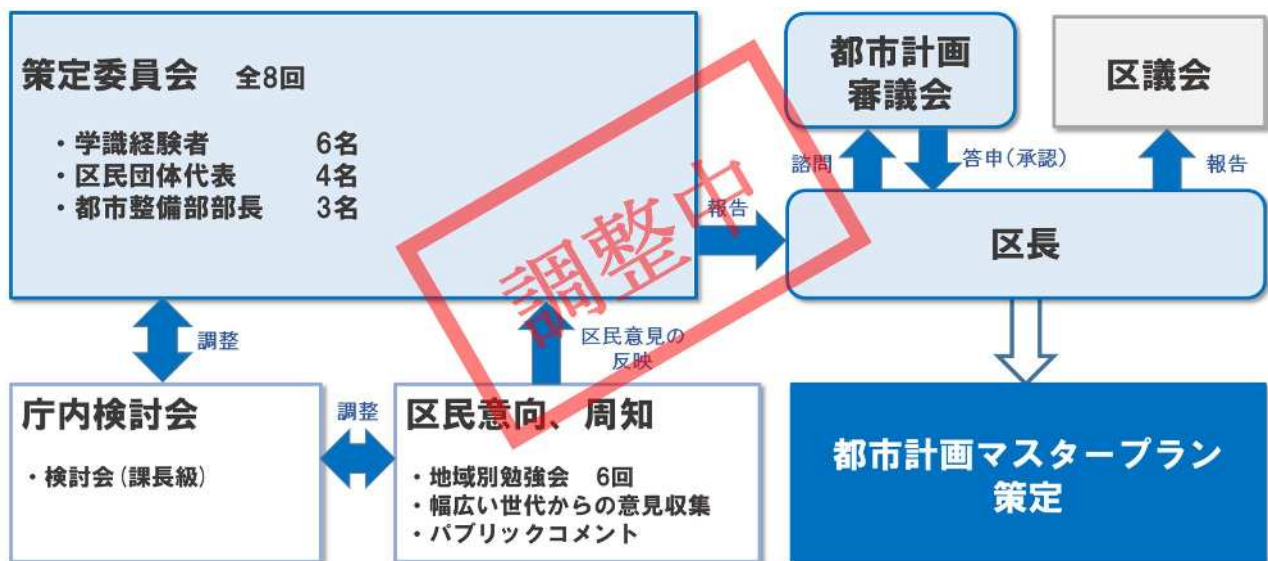 策定委員会 全8回
・学識経験者 6名
・区民団体代表 4名
・都市整備部部長 3名
都市計画
審議会
区議会
諮問
答申(承認)
報告
報告
区長
調整中
調整
区民意見の
反映
庁内検討会
・検討会(課長級)
調整
区民意向、周知
・地域別勉強会 6回
・幅広い世代からの意見収集
・パブリックコメント
都市計画マスタープラン
策定